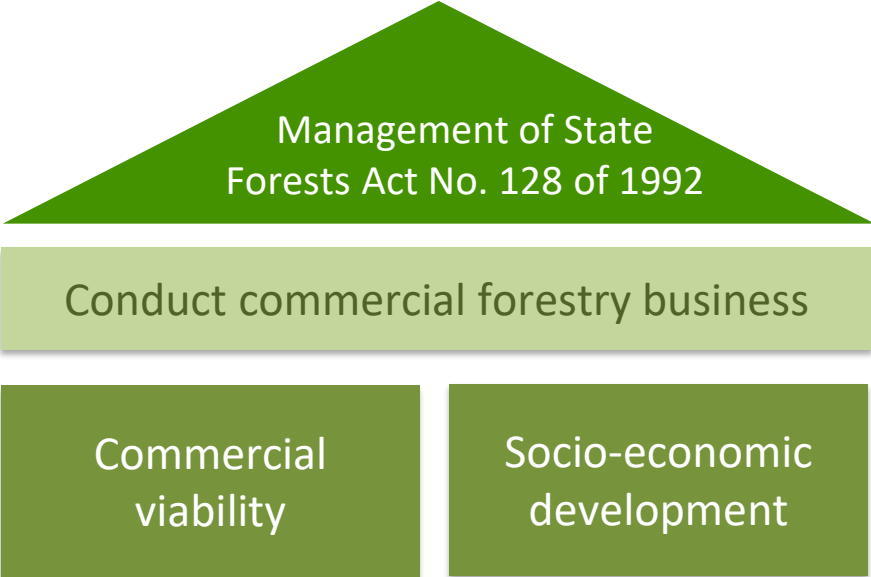 Management of State
Forests Act No. 128 of 1992
Conduct commercial forestry business
Commercial
viability
Socio-economic
development